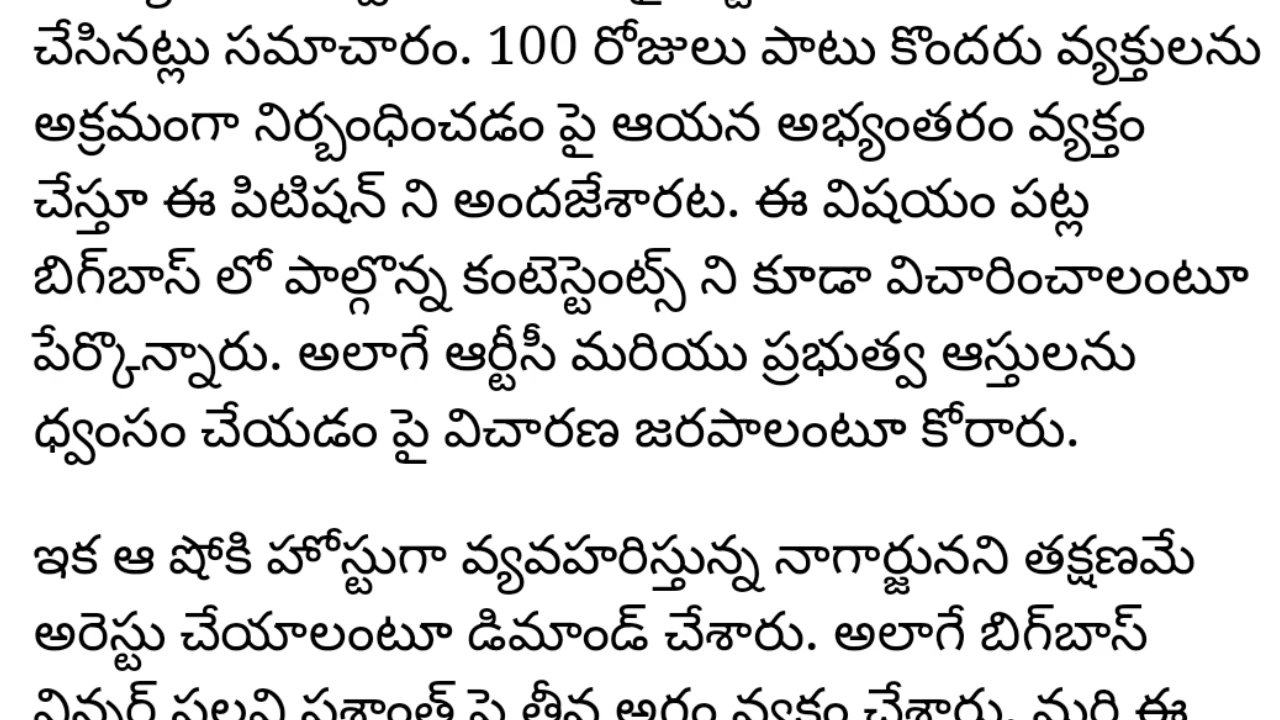 చేసినట్లు సమాచారం. 100 రోజులు పాటు కొందరు వ్యక్తులను
అక్రమంగా నిర్బంధించడం పై ఆయన అభ్యంతరం వ్యక్తం
చేస్తూ ఈ పిటిషన్ ని అందజేశారట. ఈ విషయం పట్ల
బిగ్‌బాస్ లో పాల్గొన్న కంటెస్టెంట్స్ ని కూడా విచారించాలంటూ
పేర్కొన్నారు. అలాగే ఆర్టీసీ మరియు ప్రభుత్వ ఆస్తులను
ధ్వంసం చేయడం పై విచారణ జరపాలంటూ కోరారు.
ఇక ఆ షోకి హోస్టుగా వ్యవహరిస్తున్న నాగార్జునని తక్షణమే
అరెస్టు చేయాలంటూ డిమాండ్ చేశారు. అలాగే బిగ్‌బాస్